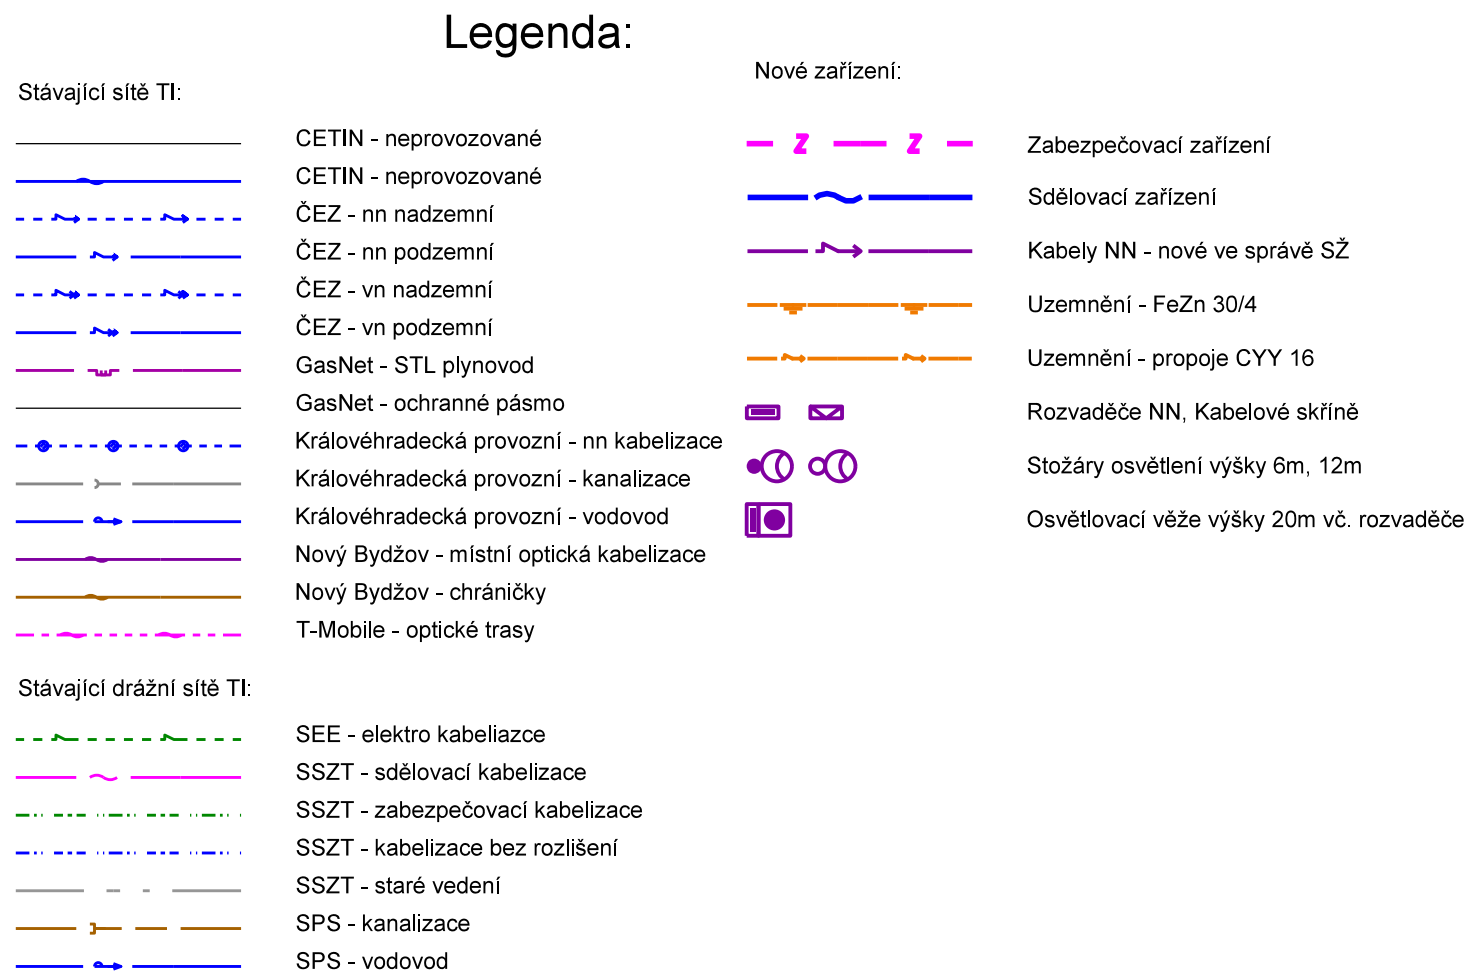 Legenda:
Stávající sítě TI:
CETIN - neprovozované
CETIN - neprovozované
ČEZ - nn nadzemní
ČEZ - nn podzemní
ČEZ - vn nadzemní
ČEZ - vn podzemní
GasNet - STL plynovod
GasNet - ochranné pásmo
Královéhradecká provozní - nn kabelizace
Královéhradecká provozní - kanalizace
Královéhradecká provozní - vodovod
Nový Bydžov - místní optická kabelizace
Nový Bydžov - chráničky
T-Mobile - optické trasy
Stávající drážní sítě TI:
SEE - elektro kabeliazce
SSZT - sdělovací kabelizace
SSZT - zabezpečovací kabelizace
SSZT - kabelizace bez rozlišení
SSZT - staré vedení
SPS - kanalizace
SPS - vodovod
Nové zařízení:
Z Z
Zabezpečovací zařízení
Sdělovací zařízení
Kabely NN - nové ve správě SŽ
Uzemnění - FeZn 30/4
Uzemnění - propoje CYY 16
Rozvaděče NN, Kabelové skříně
Stožáry osvětlení výšky 6m, 12m
Osvětlovací věže výšky 20m vč. rozvaděče